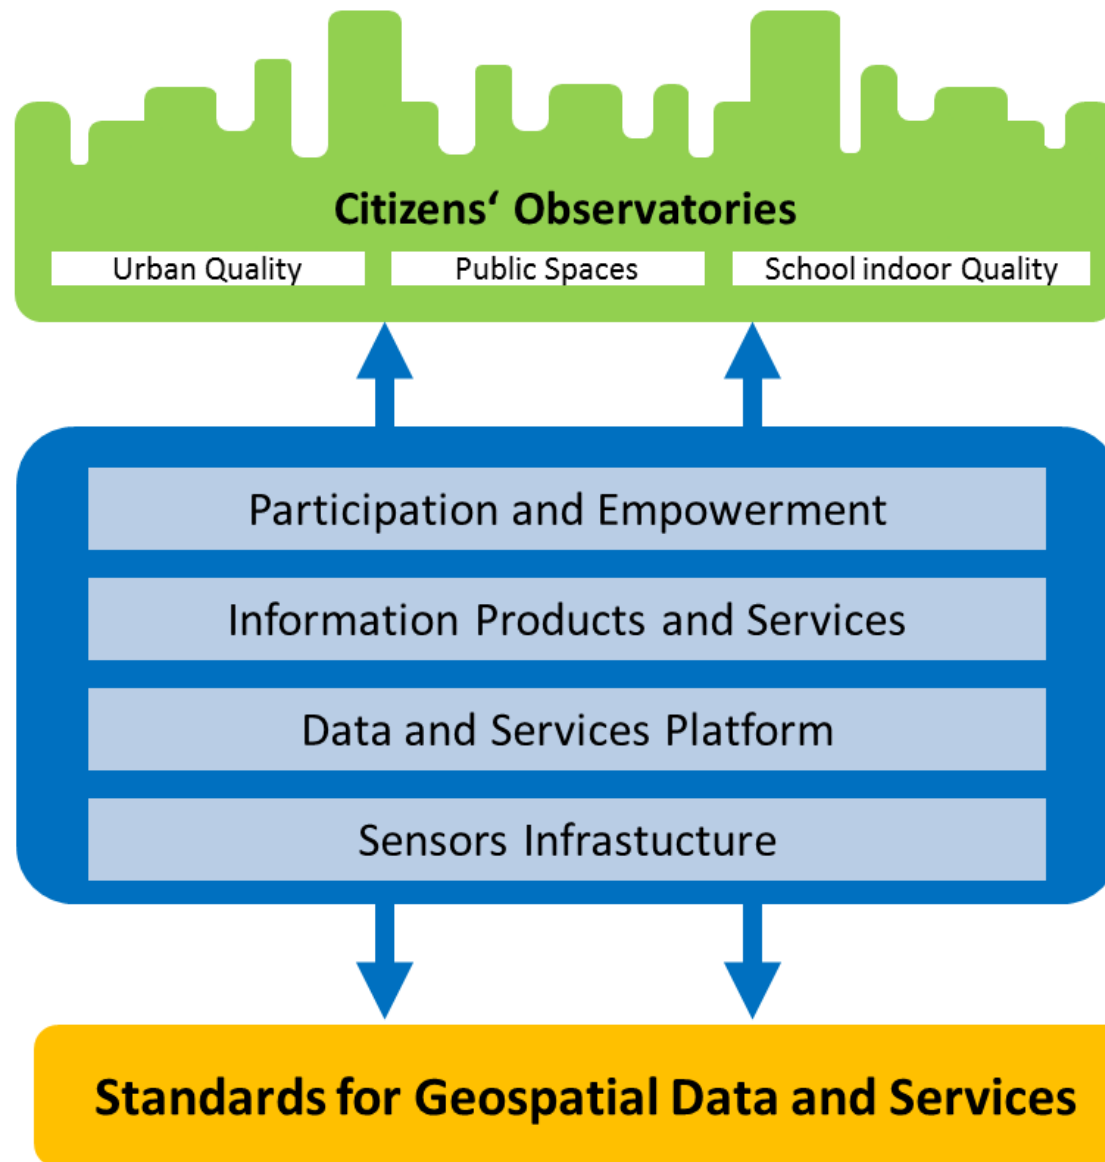 Citizens‘ Observatories
Urban Quality
Public Spaces
School indoor Quality
Participation and Empowerment
Information Products and Services
Data and Services Platform
Sensors Infrastucture
Standards for Geospatial Data and Services